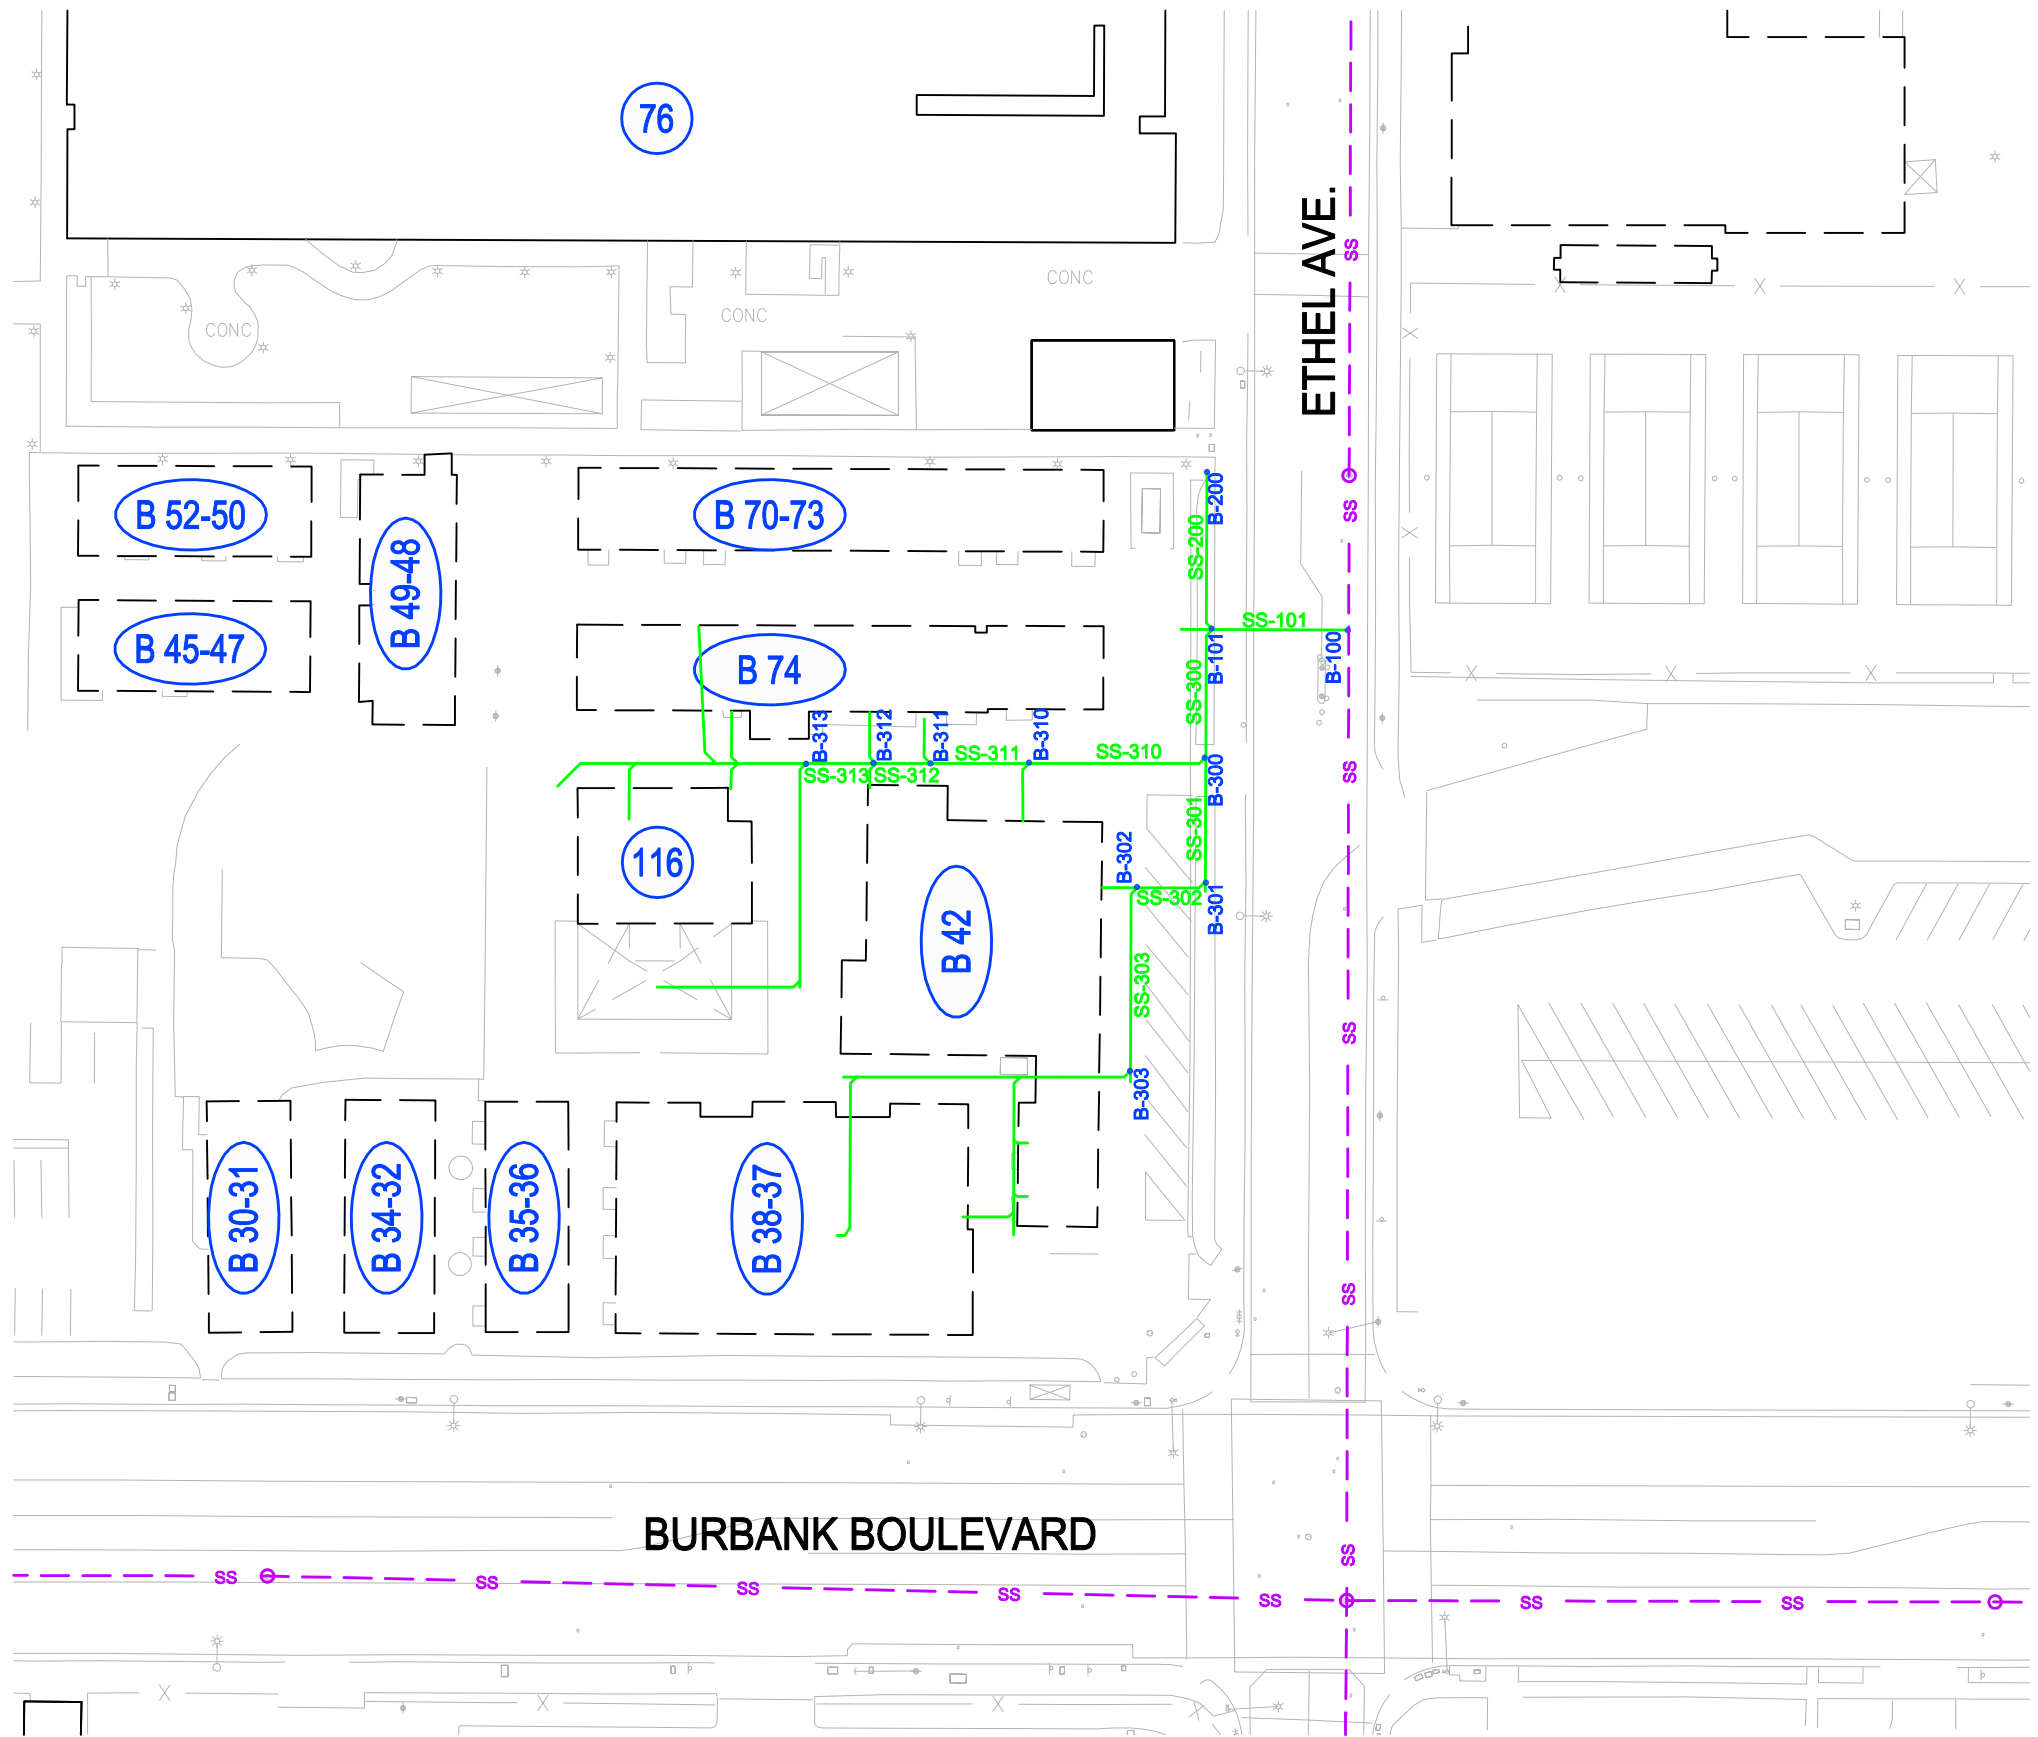 76
ETHEL AVE.
SS
CONC
CONC
CONC
B 52-50
B 49-48
B 70-73
B-200
SS
SS-200
B 45-47
B 74
SS-101
B-101
B-100
SS-300
B-313
B-312
B-311
B-310
SS-311
SS-310
SS-313
SS-312
B-300
SS
SS-301
116
B-302
SS-302
B-301
B 42
SS-303
SS
B-303
B 30-31
B 34-32
B 35-36
B 38-37
SS
BURBANK BOULEVARD
SS
SS
SS
SS
SS
SS
SS
SS